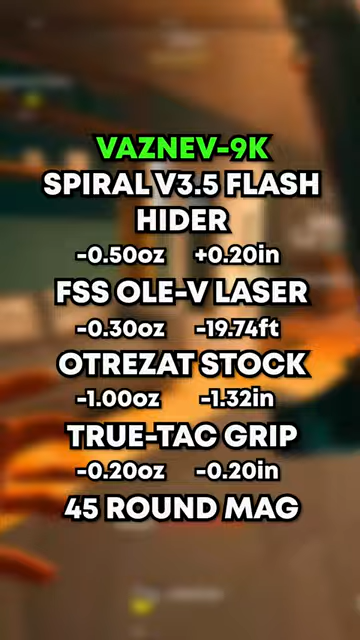 VAZNEV-9K
SPIRAL V3.5 FLASH
HIDER
-0.50oz +0.20in
FSS OLE-V LASER
-0.30oz -19.74ft
OTREZAT STOCK
-1.00oz -1.32in
TRUE-TAC GRIP
-0.20oz -0.20in
45 ROUND MAG